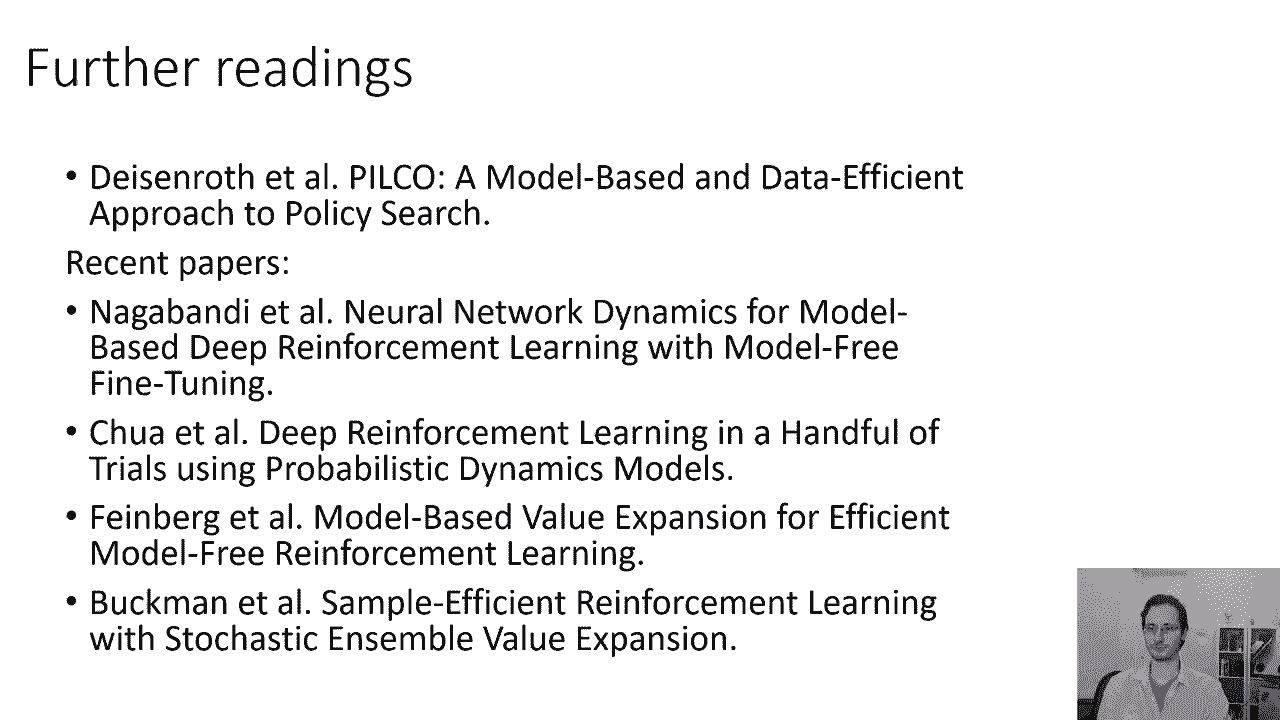 Further readings
• Deisenroth et al. PILCO: A Model-Based and Data-Efficient
Approach to Policy Search.
Recent papers:
• Nagabandi et al. Neural Network Dynamics for Model-
Based Deep Reinforcement Learning with Model-Free
Fine-Tuning.
• Chua et al. Deep Reinforcement Learning in a Handful of
Trials using Probabilistic Dynamics Models.
• Feinberg et al. Model-Based Value Expansion for Efficient
Model-Free Reinforcement Learning.
• Buckman et al. Sample-Efficient Reinforcement Learning
with Stochastic Ensemble Value Expansion.